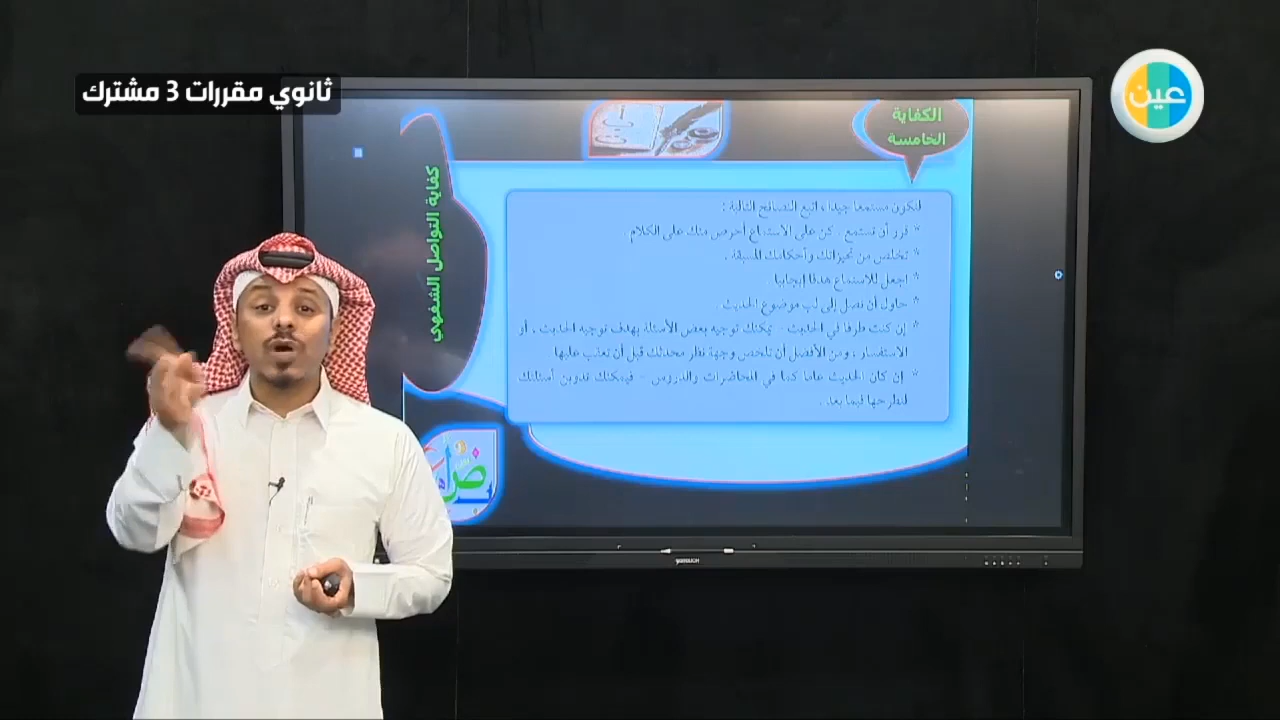 ثانوي مقررات 3 مشترك
عين
الكفاية
الخامسة
كفاية التواصل الشفهي
لتكون مستمعا جيدا ، اتبع النصائح التالية :
* قرر أن تستمع . كن على الاستماع أحرص منك على الكلام
* تخلص من تحيزاتك وأحكامك المسبقة .
* اجعل للاستماع هدفا إيجابيا .
* حاول أن تصل إلى لب موضوع الحديث .
* إن كنت طرفا في الحديث - يمكنك توجيه بعض الأسئلة بهدف توجيه الحديث ، أو
الاستفسار ، ومن الأفضل أن تلخص وجهة نظر محدثك قبل أن تعقب عليها
* إن كان الحديث عاما كما في المحاضرات والدروس - فيمكنك تدوين أسئلتك
لتطرحها فيما بعد .
ض